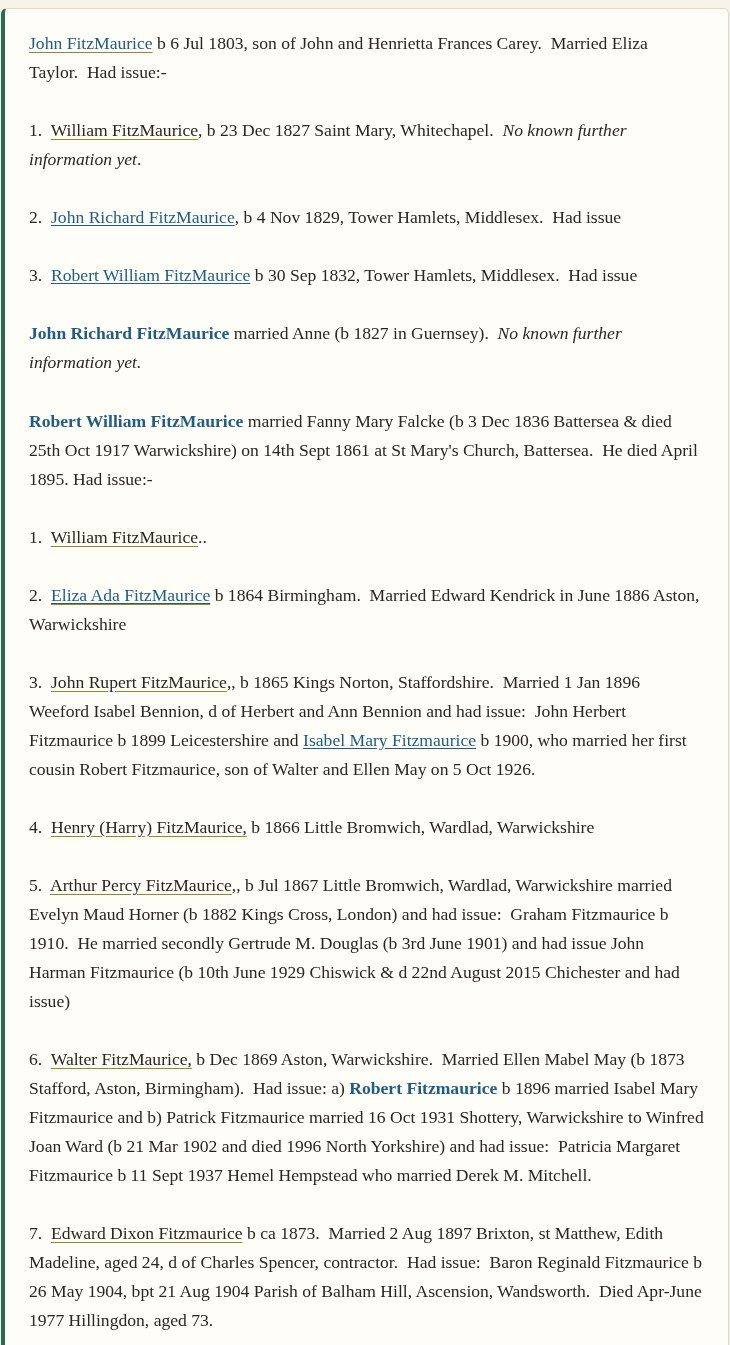 John FitzMaurice b 6 Jul 1803, son of John and Henrietta Frances Carey.  Married Eliza
Taylor.  Had issue:-
1.  William FitzMaurice, b 23 Dec 1827 Saint Mary, Whitechapel.  No known further
information yet.
2.  John Richard FitzMaurice, b 4 Nov 1829, Tower Hamlets, Middlesex.  Had issue
3.  Robert William FitzMaurice b 30 Sep 1832, Tower Hamlets, Middlesex.  Had issue
John Richard FitzMaurice married Anne (b 1827 in Guernsey).  No known further
information yet.
Robert William FitzMaurice married Fanny Mary Falcke (b 3 Dec 1836 Battersea & died
25th Oct 1917 Warwickshire) on 14th Sept 1861 at St Mary's Church, Battersea.  He died April
1895. Had issue:-
1.  William FitzMaurice..
2.  Eliza Ada FitzMaurice b 1864 Birmingham.  Married Edward Kendrick in June 1886 Aston,
Warwickshire
3.  John Rupert FitzMaurice,, b 1865 Kings Norton, Staffordshire.  Married 1 Jan 1896
Weeford Isabel Bennion, d of Herbert and Ann Bennion and had issue:  John Herbert
Fitzmaurice b 1899 Leicestershire and Isabel Mary Fitzmaurice b 1900, who married her first
cousin Robert Fitzmaurice, son of Walter and Ellen May on 5 Oct 1926.
4.  Henry (Harry) FitzMaurice, b 1866 Little Bromwich, Wardlad, Warwickshire
5.  Arthur Percy FitzMaurice,, b Jul 1867 Little Bromwich, Wardlad, Warwickshire married
Evelyn Maud Horner (b 1882 Kings Cross, London) and had issue:  Graham Fitzmaurice b
1910.  He married secondly Gertrude M. Douglas (b 3rd June 1901) and had issue John
Harman Fitzmaurice (b 10th June 1929 Chiswick & d 22nd August 2015 Chichester and had
issue)
6.  Walter FitzMaurice, b Dec 1869 Aston, Warwickshire.  Married Ellen Mabel May (b 1873
Stafford, Aston, Birmingham).  Had issue: a) Robert Fitzmaurice b 1896 married Isabel Mary
Fitzmaurice and b) Patrick Fitzmaurice married 16 Oct 1931 Shottery, Warwickshire to Winfred
Joan Ward (b 21 Mar 1902 and died 1996 North Yorkshire) and had issue:  Patricia Margaret
Fitzmaurice b 11 Sept 1937 Hemel Hempstead who married Derek M. Mitchell.
7.  Edward Dixon Fitzmaurice b ca 1873.  Married 2 Aug 1897 Brixton, st Matthew, Edith
Madeline, aged 24, d of Charles Spencer, contractor.  Had issue:  Baron Reginald Fitzmaurice b
26 May 1904, bpt 21 Aug 1904 Parish of Balham Hill, Ascension, Wandsworth.  Died Apr-June
1977 Hillingdon, aged 73.